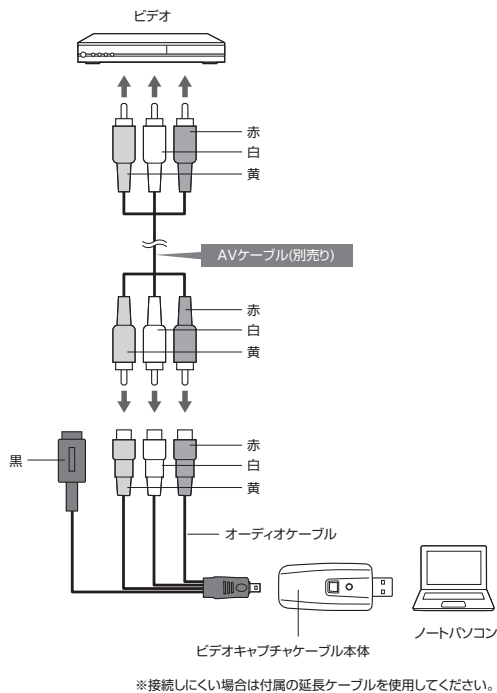 ビデオ
赤
白
黄
AVケーブル(別売り)
赤
白
黄
黒
赤
白
黄
オーディオケーブル
ノートパソコン
ビデオキャプチャケーブル本体
※接続しにくい場合は付属の延長ケーブルを使用してください。